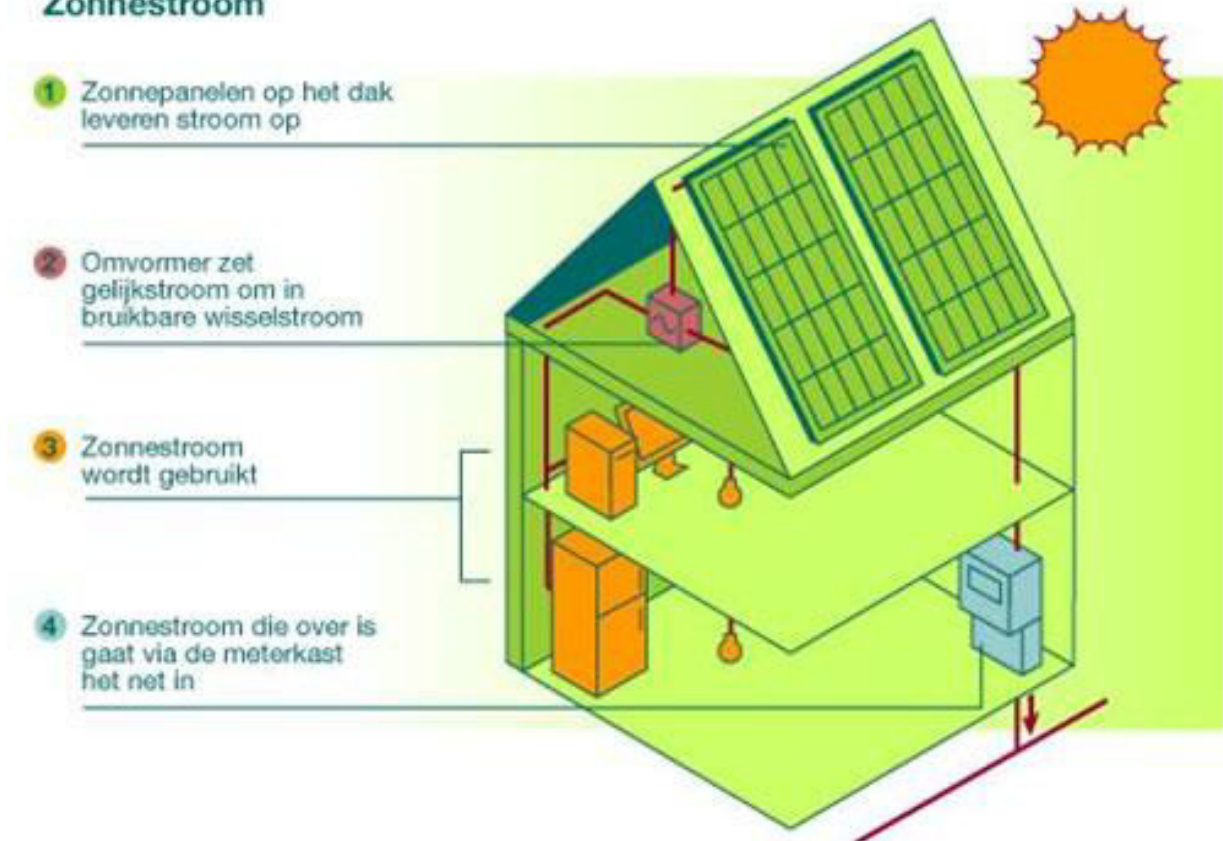 Zonnestroom
1 Zonnepanelen op het dak
leveren stroom op
2 Omvormer zet
gelijkstroom om in
bruikbare wisselstroom
3 Zonnestroom
wordt gebruikt
4 Zonnestroom die over is
gaat via de meterkast
het net in